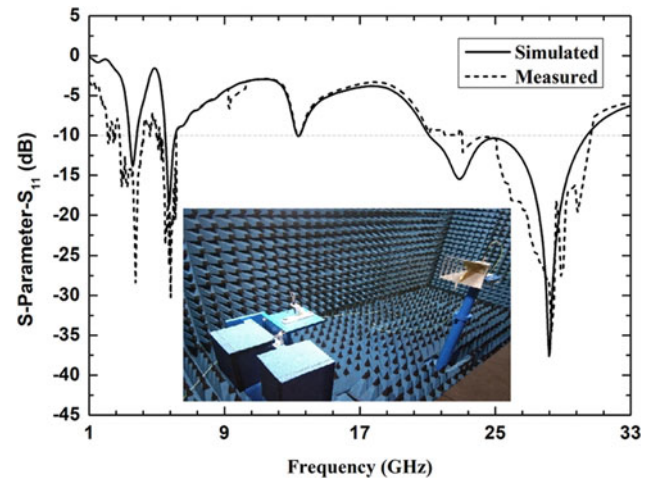 5
0
-5
-10
-15
-20
-25
-30
-35
-40
-45
S-Parameter-S11 (dB)
Simulated
Measured
1 9 17 25 33
Frequency (GHz)